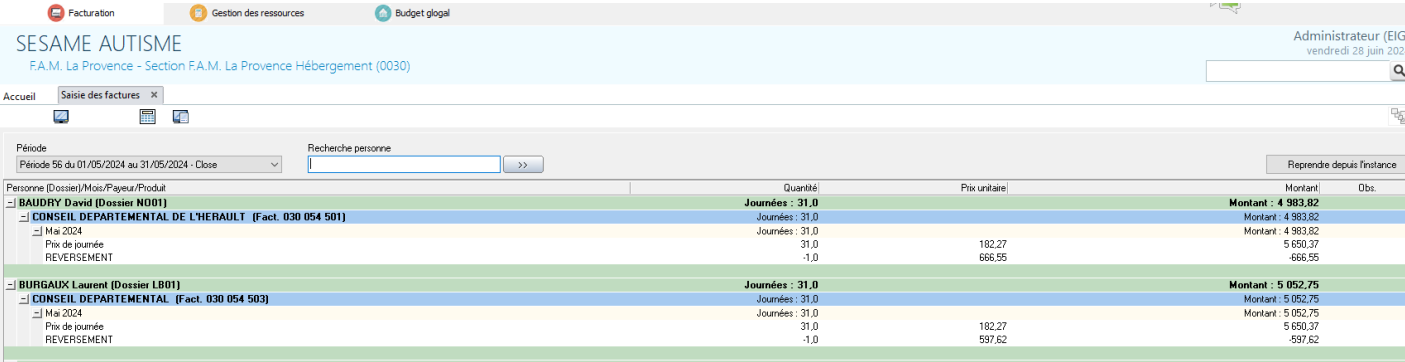 Facturation Gestion des ressources Budget glogal
SESAME AUTISME Administrateur (EIG
vendredi 28 juin 202
F.A.M. La Provence - Section F.A.M. La Provence Hébergement (0030)
Accueil Saisie des factures
Période Recherche personne
Période 56 du 01/05/2024 au 31/05/2024 - Close >> Reprendre depuis l'instance
Personne (Dossier)/Mois/Payeur/Produit Quantité Prix unitaire Montant Obs.
BAUDRY David (Dossier NO01) Journées : 31,0 Montant : 4 983,82
CONSEIL DEPARTEMENTAL DE L'HERAULT (Fact. 030 054 501) Journées : 31,0 Montant : 4 983,82
Mai 2024 Journées : 31,0 Montant : 4 983,82
Prix de journée 31,0 182,27 5 650,37
REVERSEMENT -1,0 666,55 -666,55
BURGAUX Laurent (Dossier LB01) Journées : 31,0 Montant : 5 052,75
CONSEIL DEPARTEMENTAL (Fact. 030 054 503) Journées : 31,0 Montant : 5 052,75
Mai 2024 Journées : 31,0 Montant : 5 052,75
Prix de journée 31,0 182,27 5 650,37
REVERSEMENT -1,0 597,62 -597,62